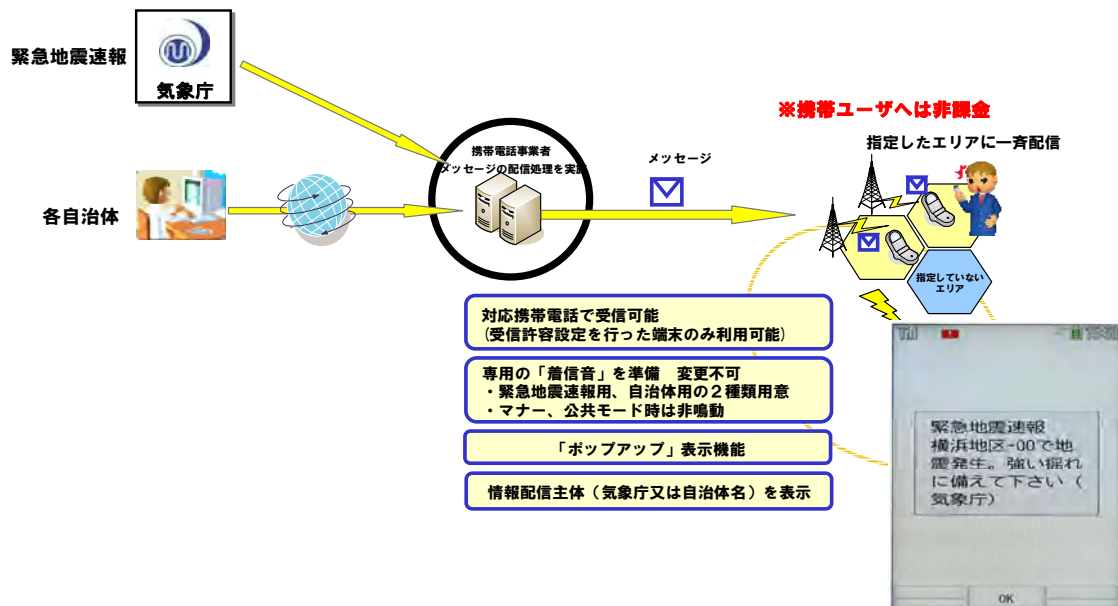 緊急地震速報
気象庁
各自治体
携帯電話事業者
メッセージの配信処理を実施
メッセージ
※携帯ユーザへは非課金
指定したエリアに一斉配信
指定していない
エリア
対応携帯電話で受信可能
(受信許容設定を行った端末のみ利用可能)
専用の「着信音」を準備　変更不可
・緊急地震速報用、自治体用の２種類用意
・マナー、公共モード時は非鳴動
「ポップアップ」表示機能
情報配信主体（気象庁又は自治体名）を表示
緊急地震速報
横浜地区-00で地
震発生。強い揺れ
に備えて下さい（
気象庁）
OK